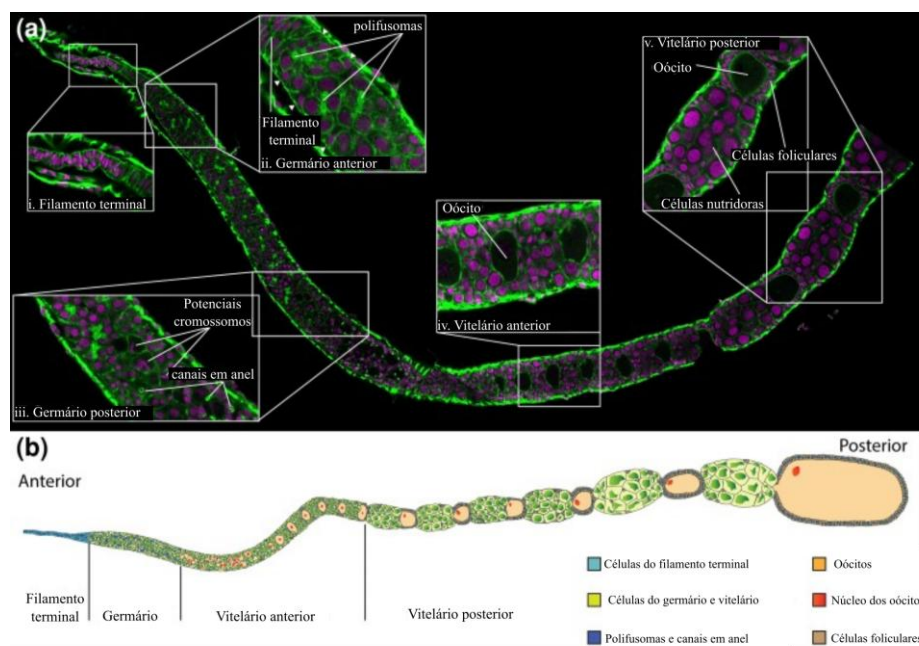 (a)
polifusomas
Filamento
terminal
ii. Germário anterior
i. Filamento terminal
v. Vitelário posterior
Oócito
Células foliculares
Células nutridoras
Oócito
iv. Vitelário anterior
Potenciais
cromossomos
canais em anel
iii. Germário posterior
(b)
Anterior
Posterior
Filamento
terminal
Germário
Vitelário anterior
Vitelário posterior
Células do filamento terminal
Oócitos
Células do germário e vitelário
Núcleo dos oócito
Polifusomas e canais em anel
Células foliculares